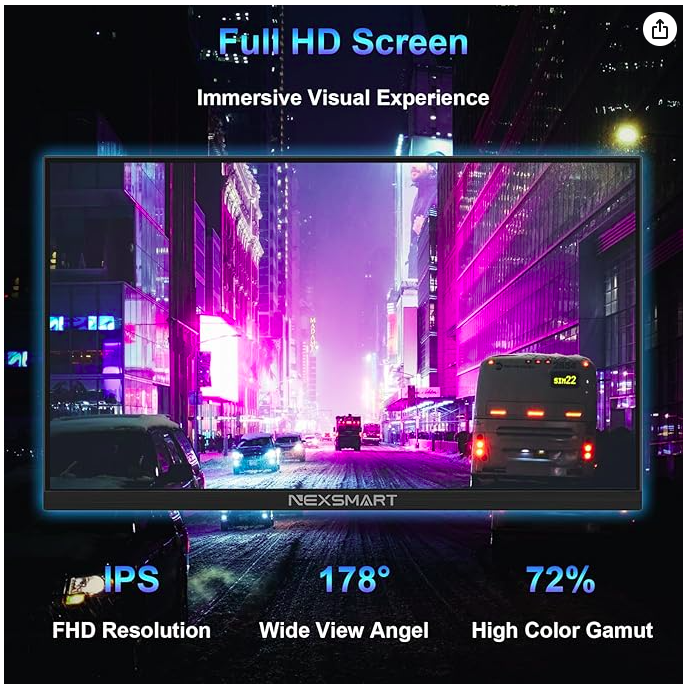 Full HD Screen
Immersive Visual Experience
SIM22
NEXSMART
IPS
178°
72%
FHD Resolution
Wide View Angel
High Color Gamut